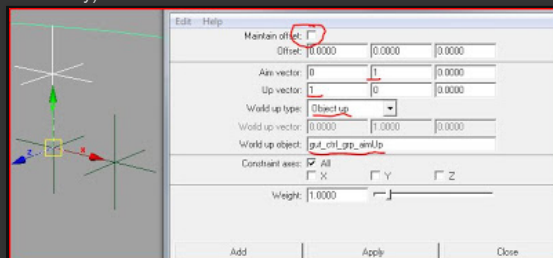 Edit Help
Maintain offset:
Offset: 0.0000 0.0000 0.0000
Aim vector: 0 1 0.0000
Up vector: 1 0 0.0000
World up type: Object up
World up vector: 0.0000 1.0000 0.0000
World up object: gut_ctrl_grp_aimUp
Constraint axes: All
X Y Z
Weight: 1.0000
Add Apply Close
z x